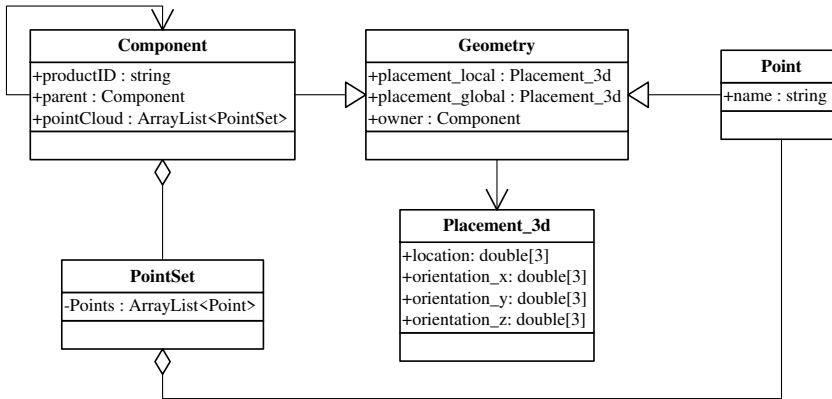 Component
+productID : string
+parent : Component
+pointCloud : ArrayList<PointSet>
Geometry
+placement_local : Placement_3d
+placement_global : Placement_3d
+owner : Component
Point
+name : string
Placement_3d
+location: double[3]
+orientation_x: double[3]
+orientation_y: double[3]
+orientation_z: double[3]
PointSet
-Points : ArrayList<Point>